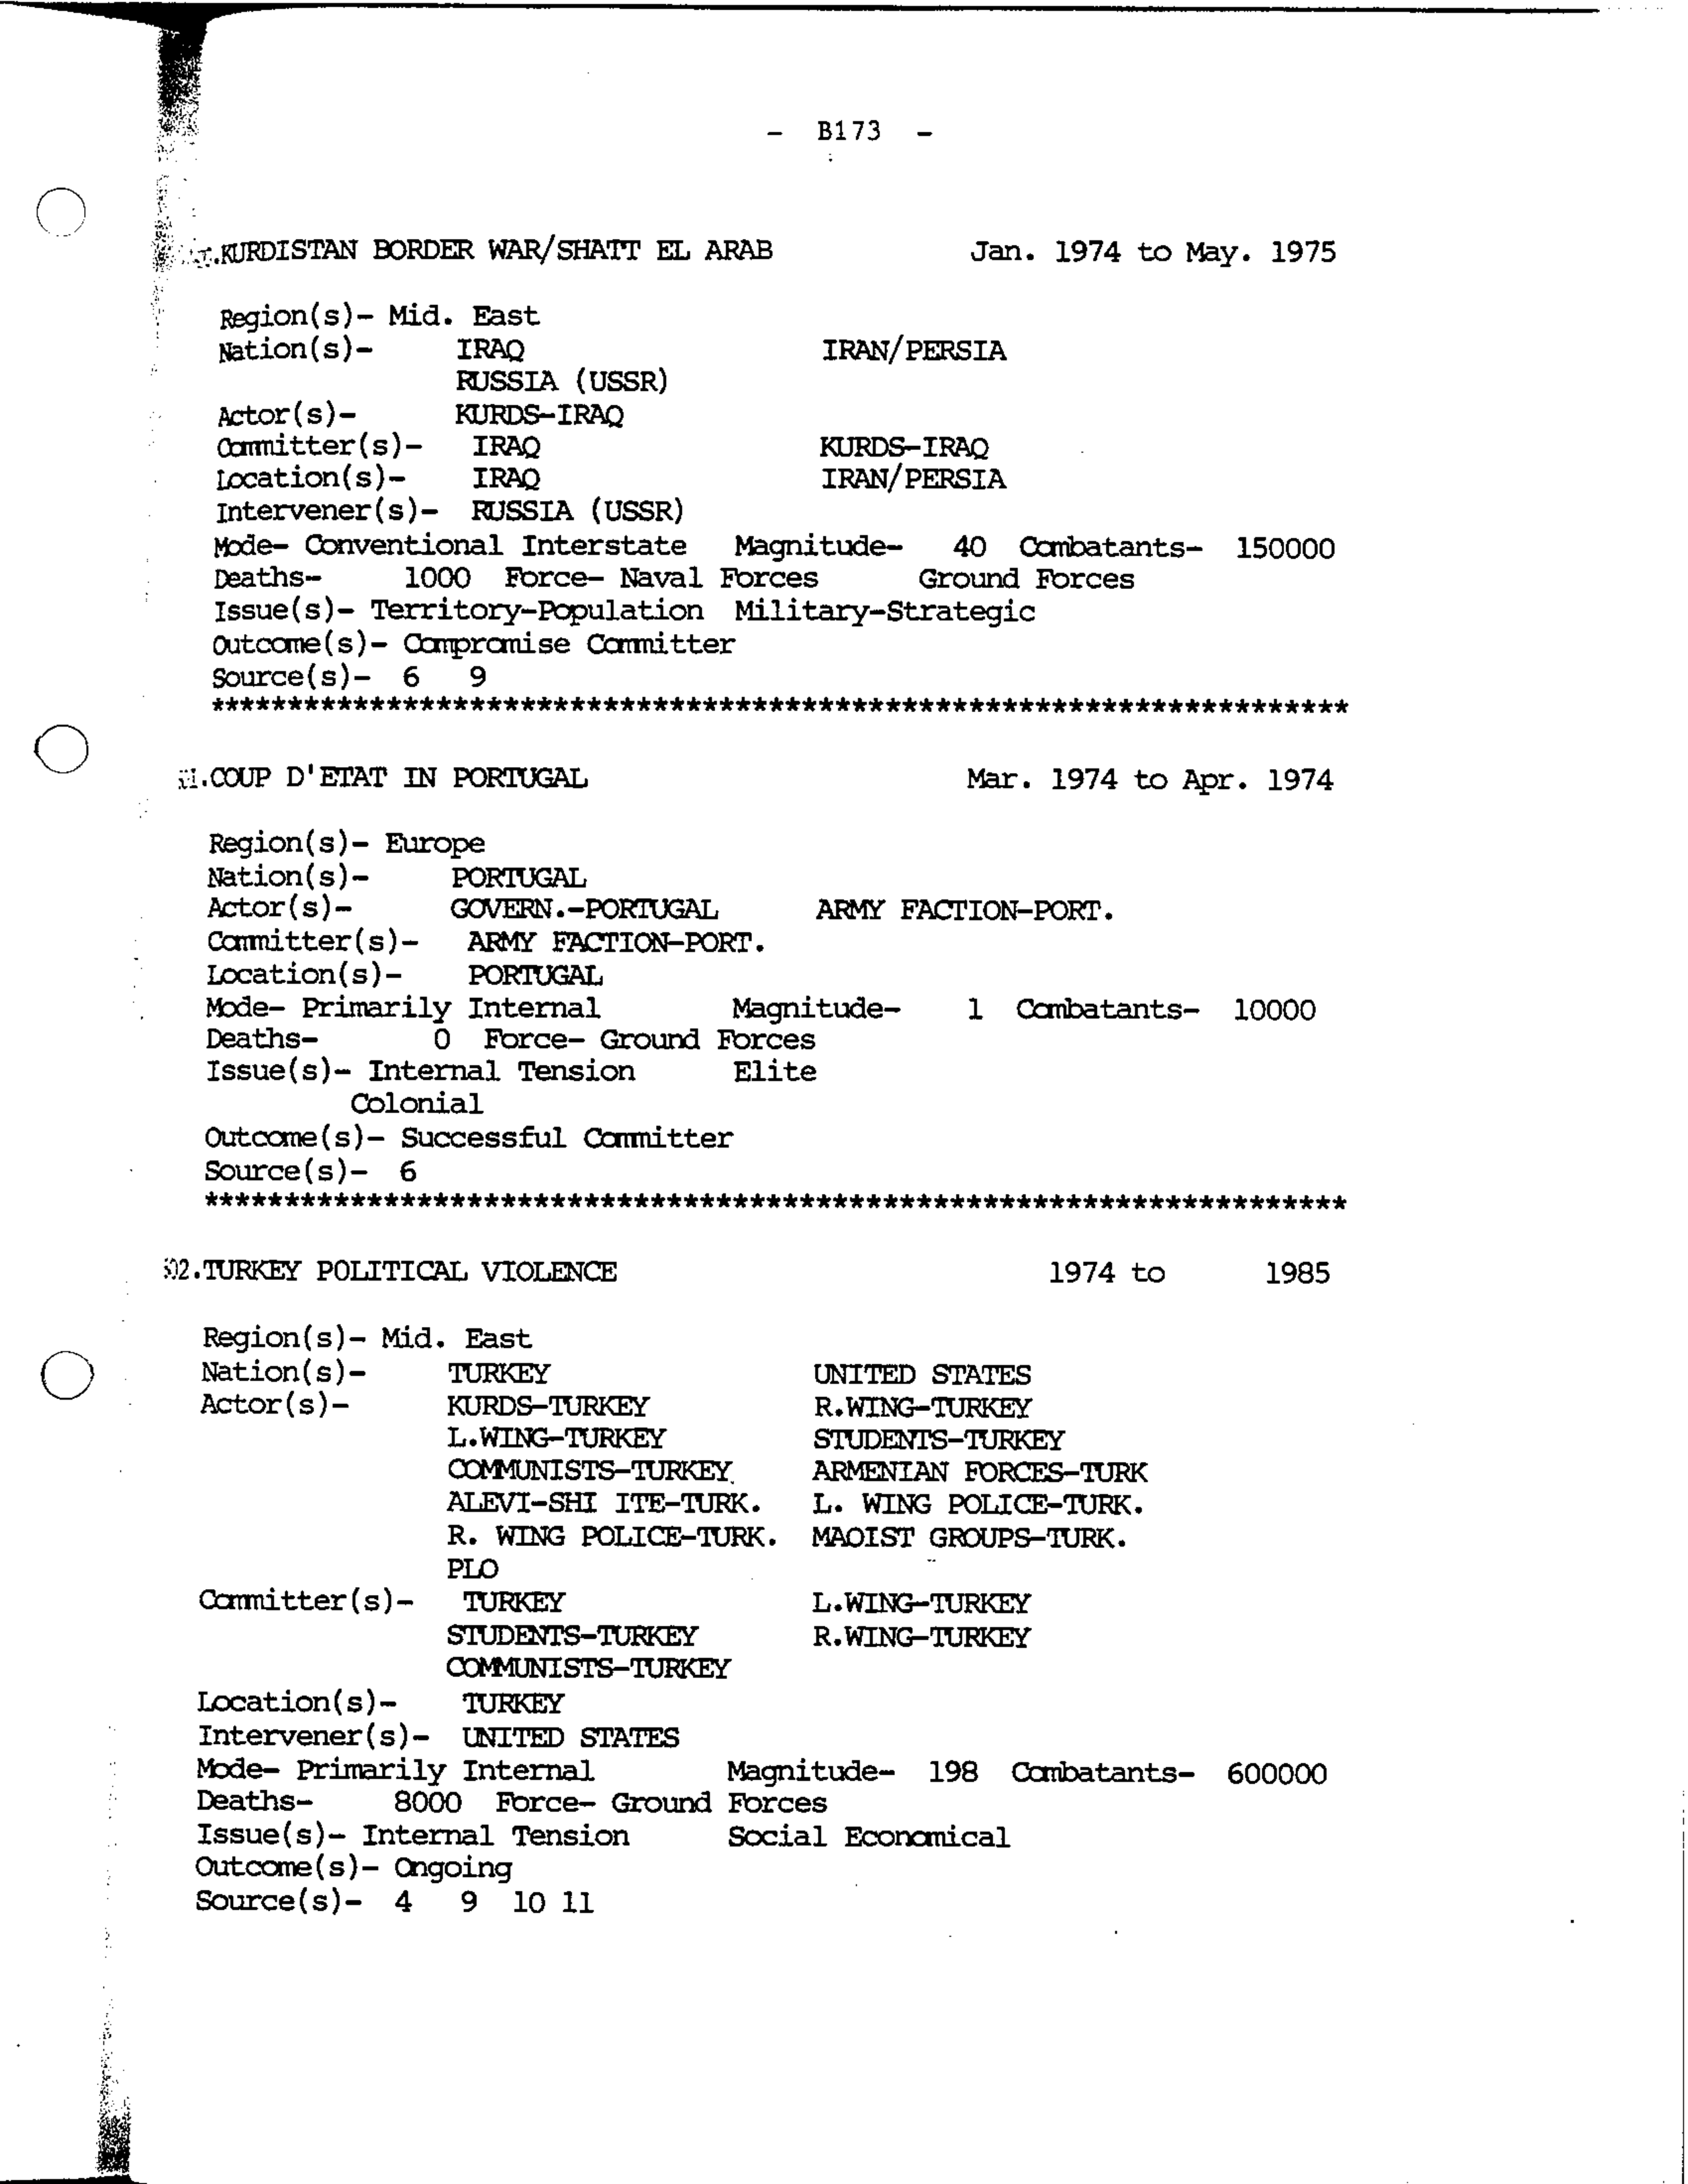 - B173 -
.KURDISTAN BORDER WAR/SHATT EL ARAB Jan. 1974 to May. 1975
Region(s)- Mid. East
Nation(s)- IRAQ IRAN/PERSIA
RUSSIA (USSR)
Actor(s)- KURDS-IRAQ
Committer(s)- IRAQ KURDS-IRAQ
Location(s)- IRAQ IRAN/PERSIA
Intervener(s)- RUSSIA (USSR)
Mode- Conventional Interstate Magnitude- 40 Combatants- 150000
Deaths- 1000 Force- Naval Forces Ground Forces
Issue(s)- Territory-Population Military-Strategic
Outcome(s)- Compromise Committer
Source(s)- 6 9
*********************************************************************
1.COUP D'ETAT IN PORTUGAL Mar. 1974 to Apr. 1974
Region(s)- Europe
Nation(s)- PORTUGAL
Actor(s)- GOVERN.-PORTUGAL ARMY FACTION-PORT.
Committer(s)- ARMY FACTION-PORT.
Location(s)- PORTUGAL
Mode- Primarily Internal Magnitude- 1 Combatants- 10000
Deaths- 0 Force- Ground Forces
Issue(s)- Internal Tension Elite
Colonial
Outcome(s)- Successful Committer
Source(s)- 6
*********************************************************************
02.TURKEY POLITICAL VIOLENCE 1974 to 1985
Region(s)- Mid. East
Nation(s)- TURKEY UNITED STATES
Actor(s)- KURDS-TURKEY R.WING-TURKEY
L.WING-TURKEY STUDENTS-TURKEY
COMMUNISTS-TURKEY ARMENIAN FORCES-TURK
ALEVI-SHI ITE-TURK. L. WING POLICE-TURK.
R. WING POLICE-TURK. MAOIST GROUPS-TURK.
PLO
Committer(s)- TURKEY L.WING-TURKEY
STUDENTS-TURKEY R.WING-TURKEY
COMMUNISTS-TURKEY
Location(s)- TURKEY
Intervener(s)- UNITED STATES
Mode- Primarily Internal Magnitude- 198 Combatants- 600000
Deaths- 8000 Force- Ground Forces
Issue(s)- Internal Tension Social Economical
Outcome(s)- Ongoing
Source(s)- 4 9 10 11